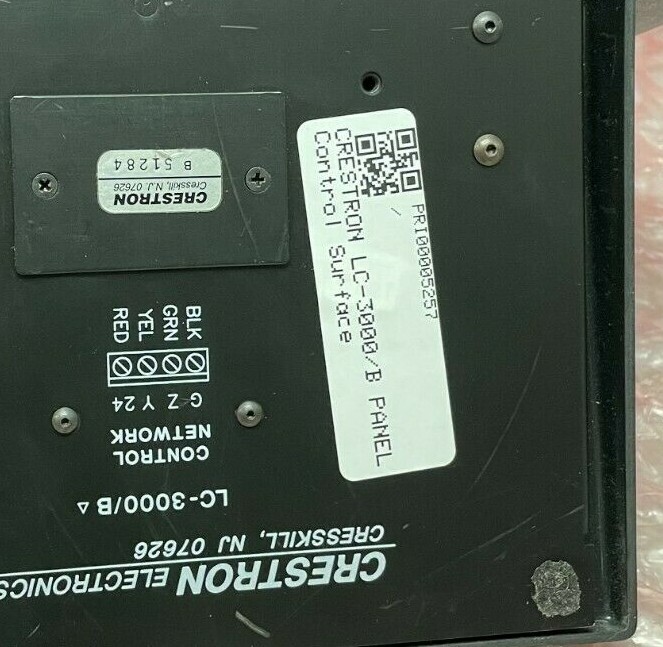 CRESTRON ELECTRONICS
CRESSKILL, NJ 07626
LC-3000/B △
CONTROL
NETWORK
G Z Y 24
BLK
GRN
YEL
RED
CRESTRON
Cresskill, N.J. 07626
B 51284
PRI00005257
/
CRESTRON LC-3000/B PANEL
Control Surface